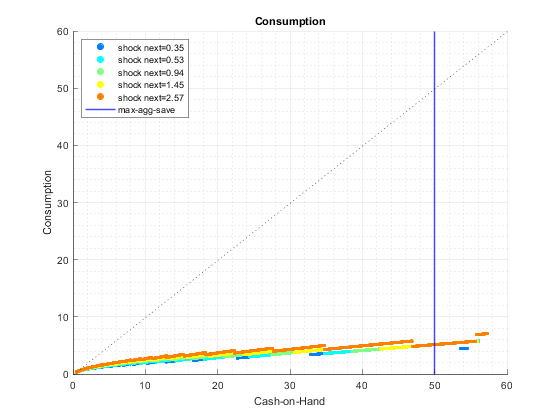 Consumption
60
50
40
30
20
10
0
0 10 20 30 40 50 60
Consumption
Cash-on-Hand
shock next=0.35
shock next=0.53
shock next=0.94
shock next=1.45
shock next=2.57
max-agg-save